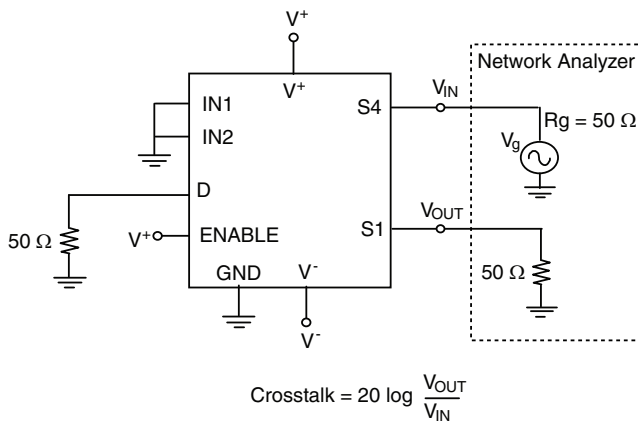 V+
Network Analyzer
V+
IN1
S4
VIN
Rg = 50 Ω
IN2
Vg
D
VOUT
50 Ω
V+
ENABLE
S1
GND
V-
50 Ω
V-
Crosstalk = 20 log VOUT
VIN